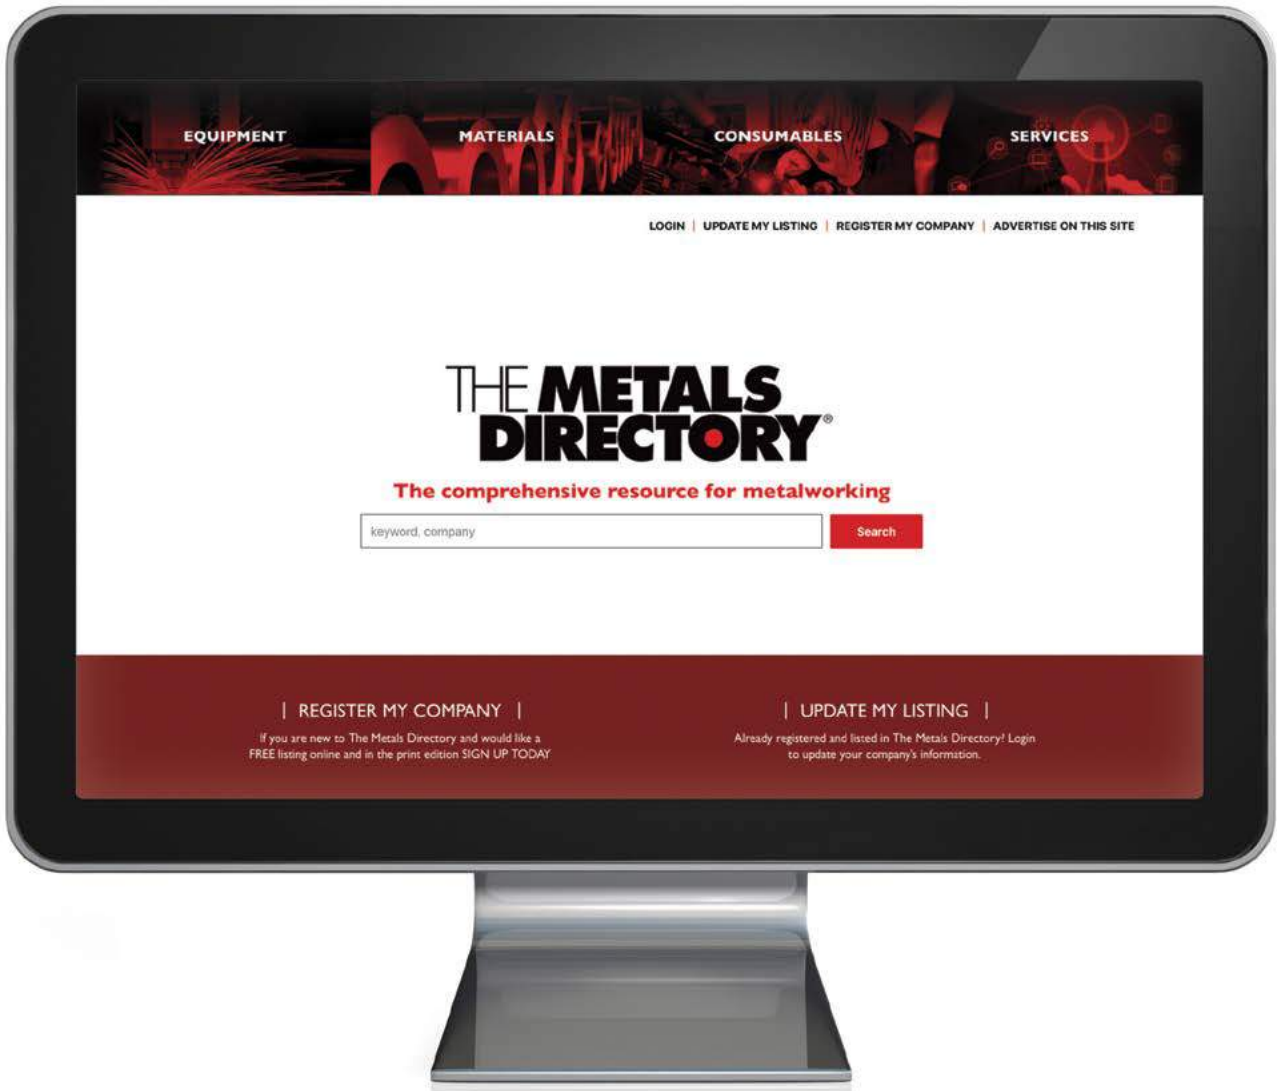 EQUIPMENT MATERIALS CONSUMABLES SERVICES
LOGIN | UPDATE MY LISTING | REGISTER MY COMPANY | ADVERTISE ON THIS SITE
THE METALS
DIRECTORY®
The comprehensive resource for metalworking
keyword, company Search
| REGISTER MY COMPANY |
If you are new to The Metals Directory and would like a
FREE listing online and in the print edition SIGN UP TODAY
| UPDATE MY LISTING |
Already registered and listed in The Metals Directory? Login
to update your company's information.